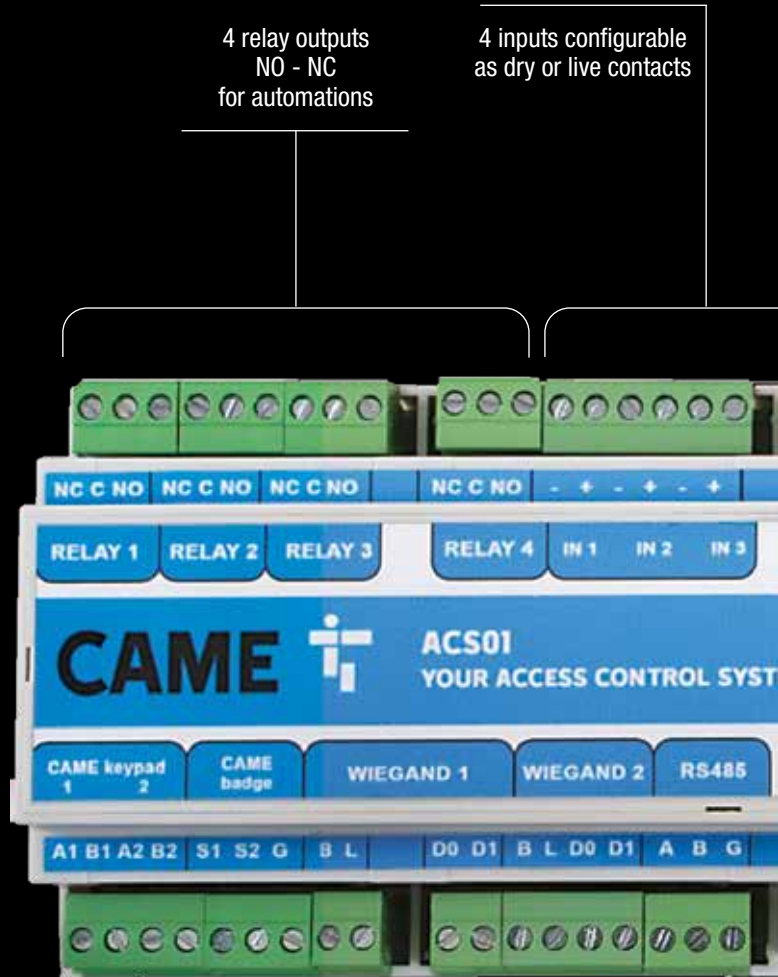 4 relay outputs
NO - NC
for automations
4 inputs configurable
as dry or live contacts
NC C NO NC C NO NC C NO NC C NO - + - + - +
RELAY 1 RELAY 2 RELAY 3 RELAY 4 IN 1 IN 2 IN 3
CAME
ACS01
YOUR ACCESS CONTROL SYST
CAME keypad
1 2
CAME
badge
WIEGAND 1
WIEGAND 2
RS485
A1 B1 A2 B2 S1 S2 G B L D0 D1 B L D0 D1 A B G